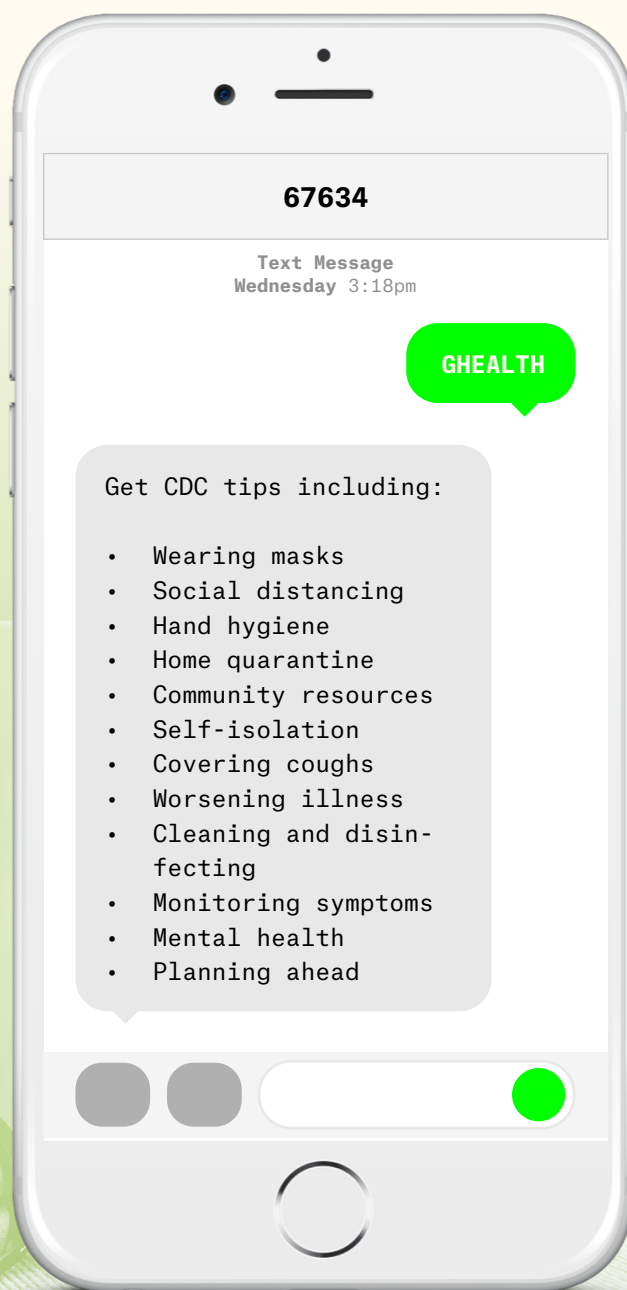 67634
Text Message
Wednesday 3:18pm
GHEALTH
Get CDC tips including:
• Wearing masks
• Social distancing
• Hand hygiene
• Home quarantine
• Community resources
• Self-isolation
• Covering coughs
• Worsening illness
• Cleaning and disin-
fecting
• Monitoring symptoms
• Mental health
• Planning ahead